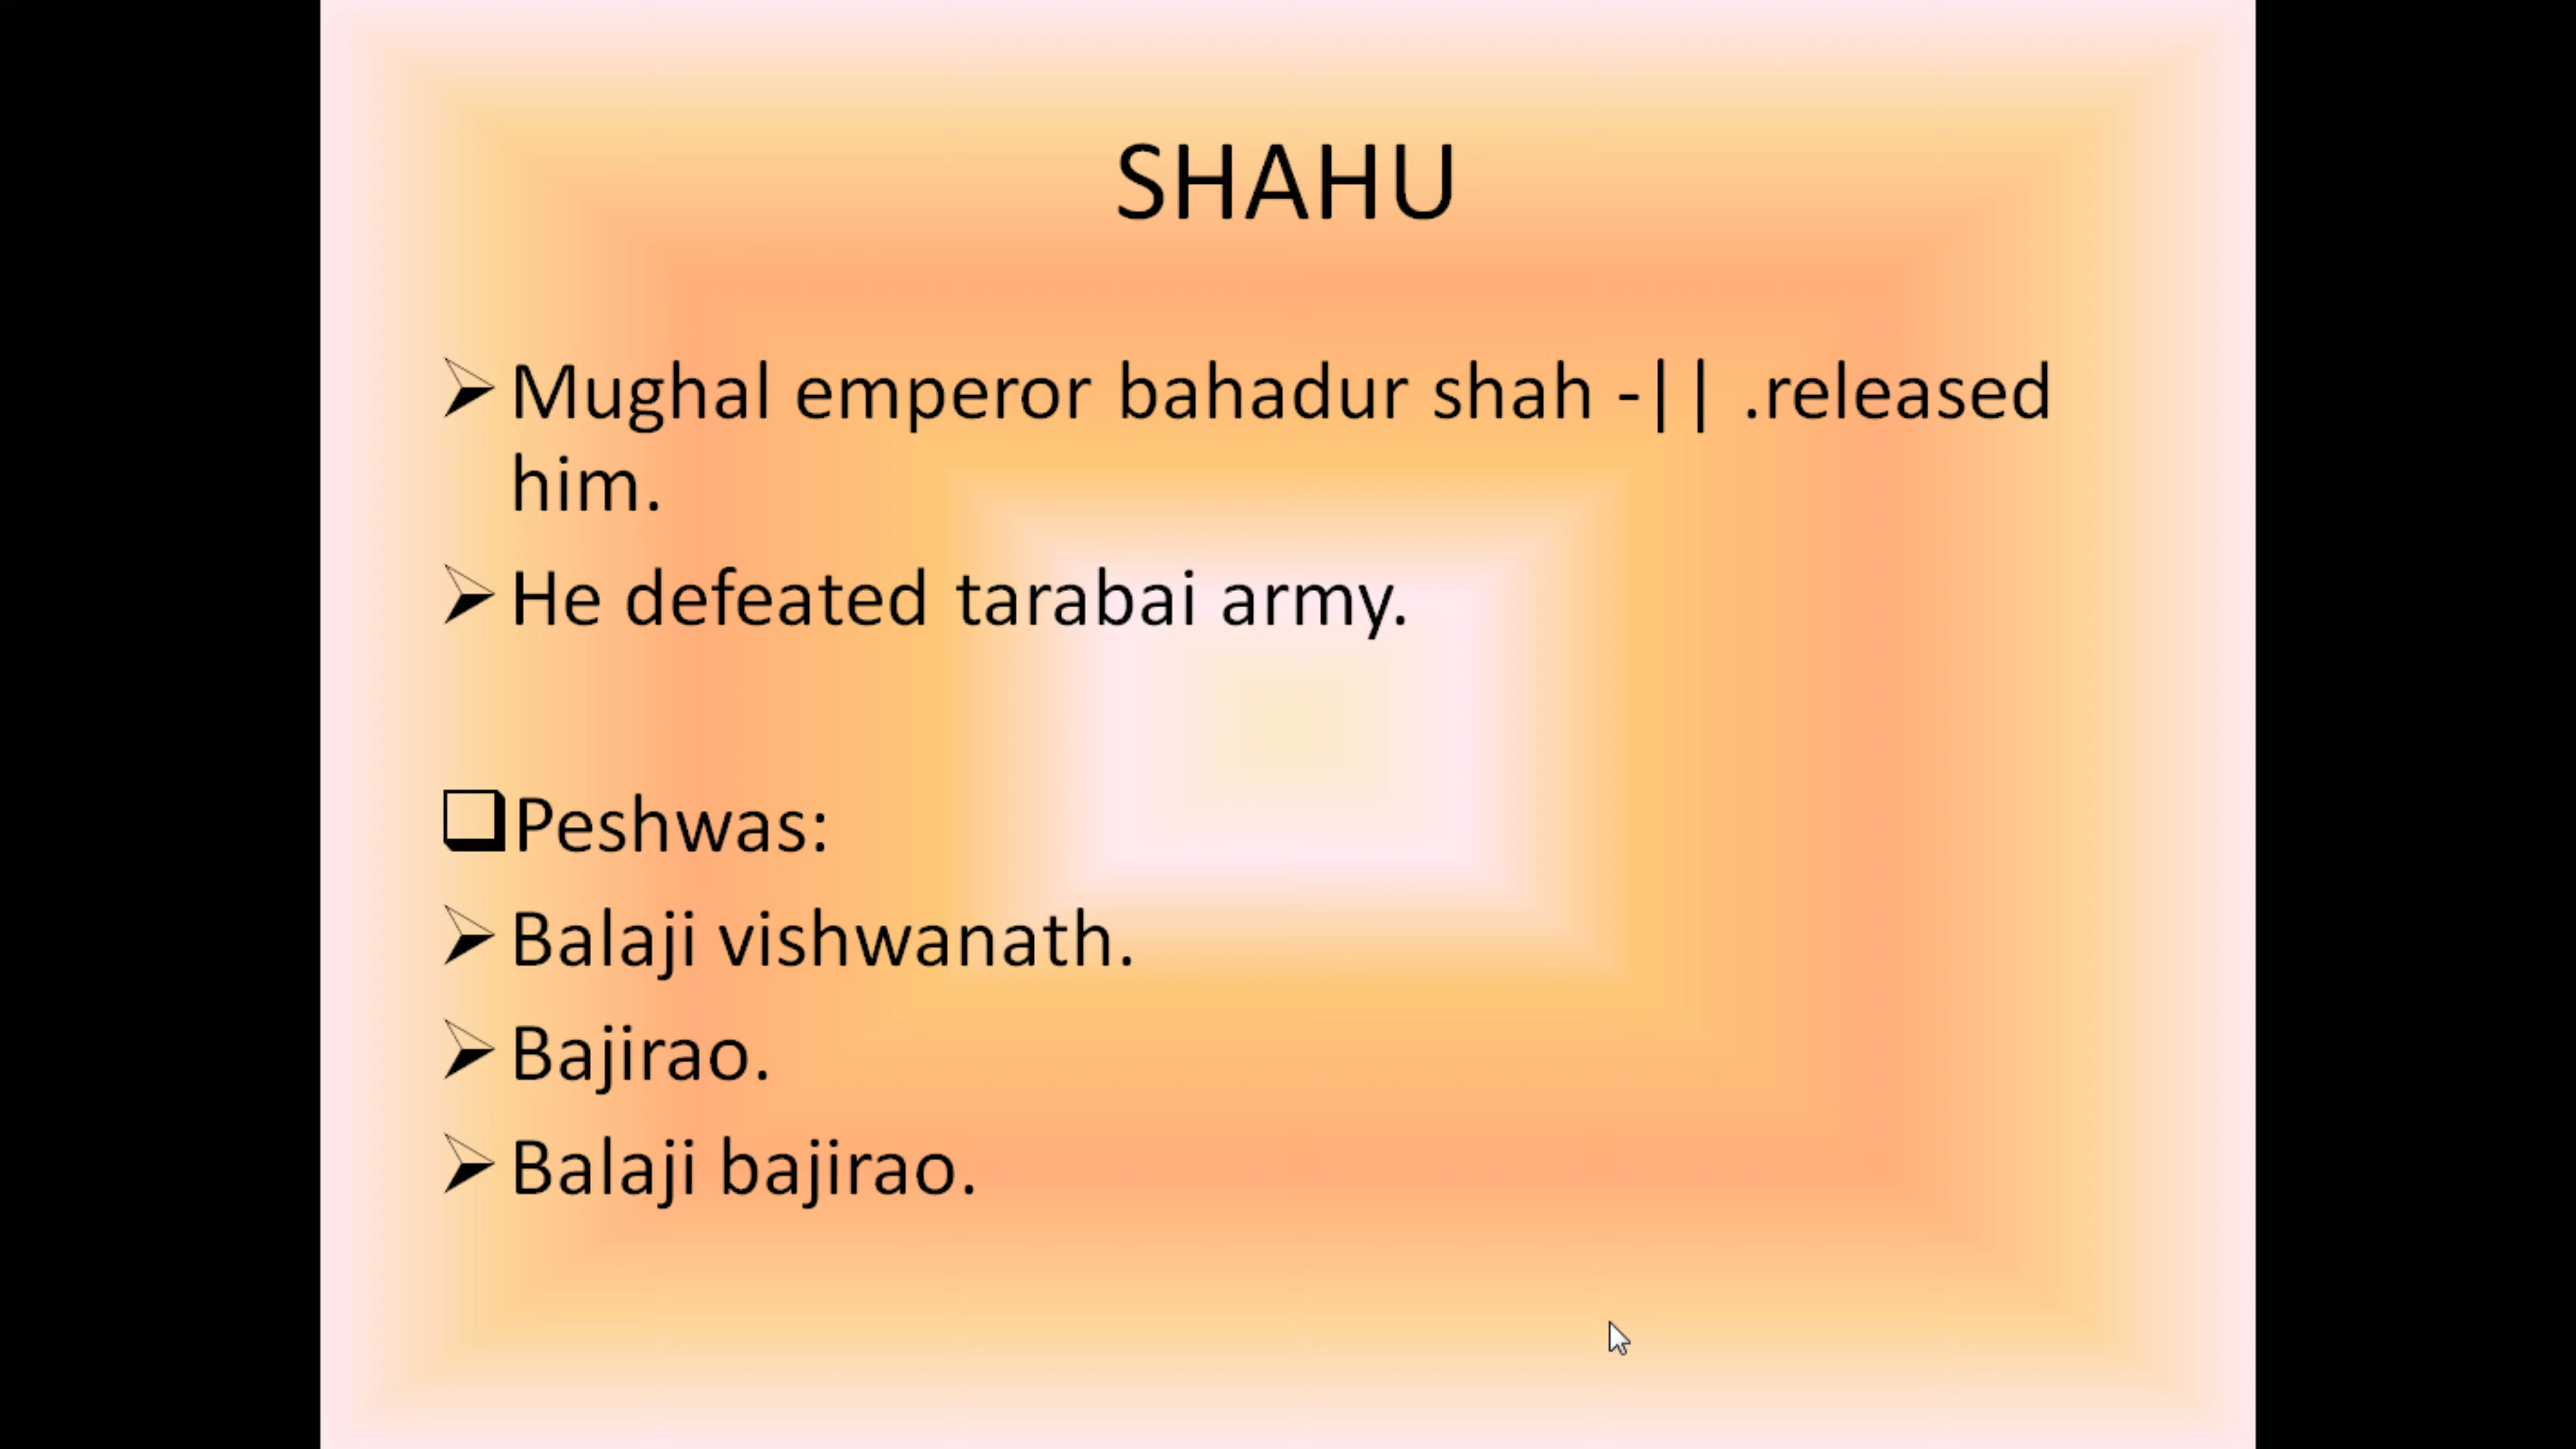 SHAHU
Mughal emperor bahadur shah -|| .released
him.
He defeated tarabai army.
Peshwas:
Balaji vishwanath.
Bajirao.
Balaji bajirao.